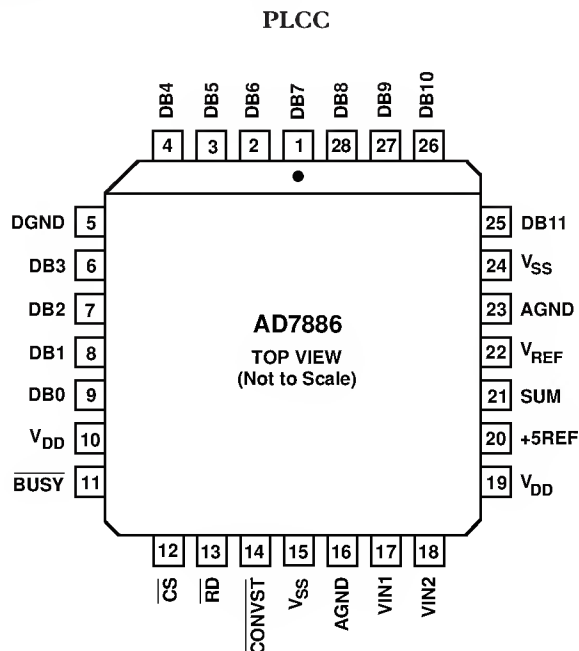 PLCC
DB4 DB5 DB6 DB7 DB8 DB9 DB10
4 3 2 1 28 27 26
DGND 5
DB3 6
DB2 7
DB1 8
DB0 9
VDD 10
BUSY 11
25 DB11
24 VSS
23 AGND
22 VREF
21 SUM
20 +5REF
19 VDD
AD7886
TOP VIEW
(Not to Scale)
12 13 14 15 16 17 18
CS RD CONVST VSS AGND VIN1 VIN2